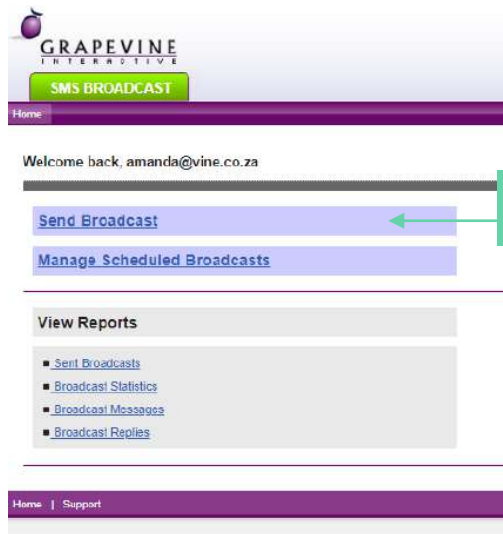 GRAPEVINE
INTERACTIVE
SMS BROADCAST
Home
Welcome back, amanda@vine.co.za
Send Broadcast
Manage Scheduled Broadcasts
View Reports
Sent Broadcasts
Broadcast Statistics
Broadcast Messages
Broadcast Replies
Home | Support